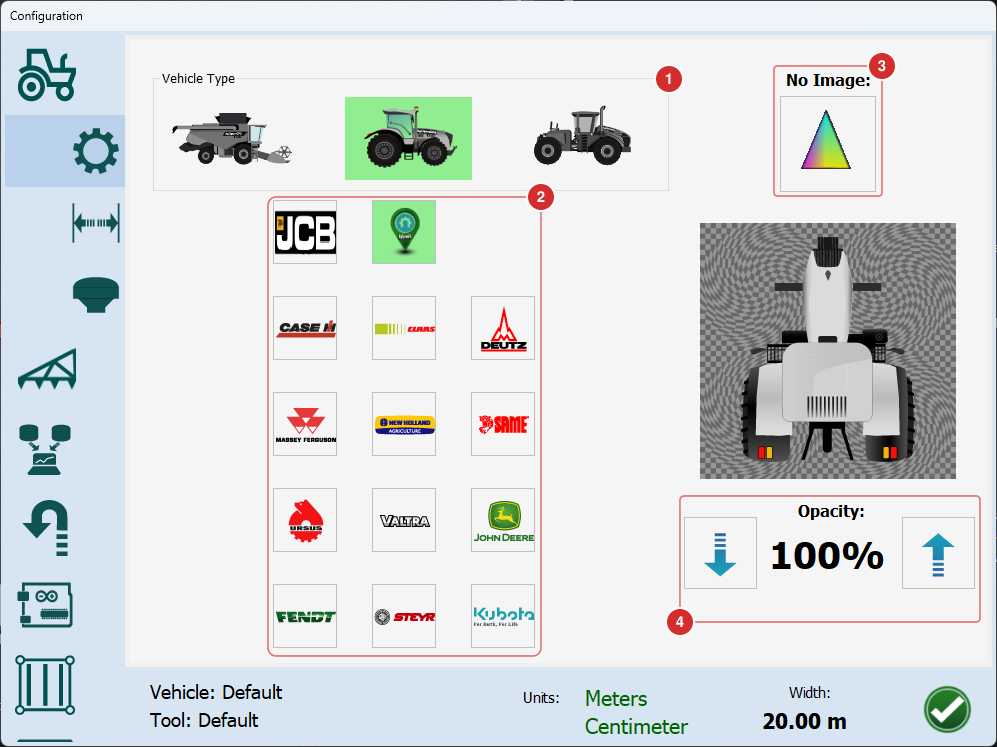 Configuration
Vehicle Type
1
3
No Image:
2
JCB
CASE IH
CLAAS
DEUTZ
MASSEY FERGUSON
NEW HOLLAND
AGRICULTURE
SAME
URSUS
VALTRA
JOHN DEERE
FENDT
STEYR
Kubota
For Earth, For Life
Opacity:
100%
4
Vehicle: Default
Tool: Default
Units:
Meters
Centimeter
Width:
20.00 m